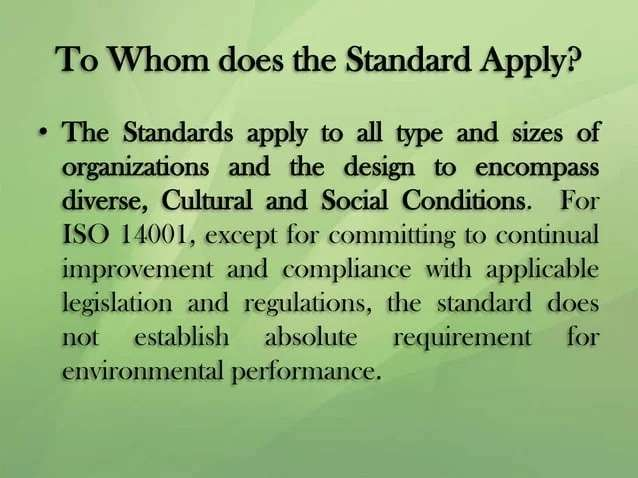 To Whom does the Standard Apply?
• The Standards apply to all type and sizes of
organizations and the design to encompass
diverse, Cultural and Social Conditions. For
ISO 14001, except for committing to continual
improvement and compliance with applicable
legislation and regulations, the standard does
not establish absolute requirement for
environmental performance.